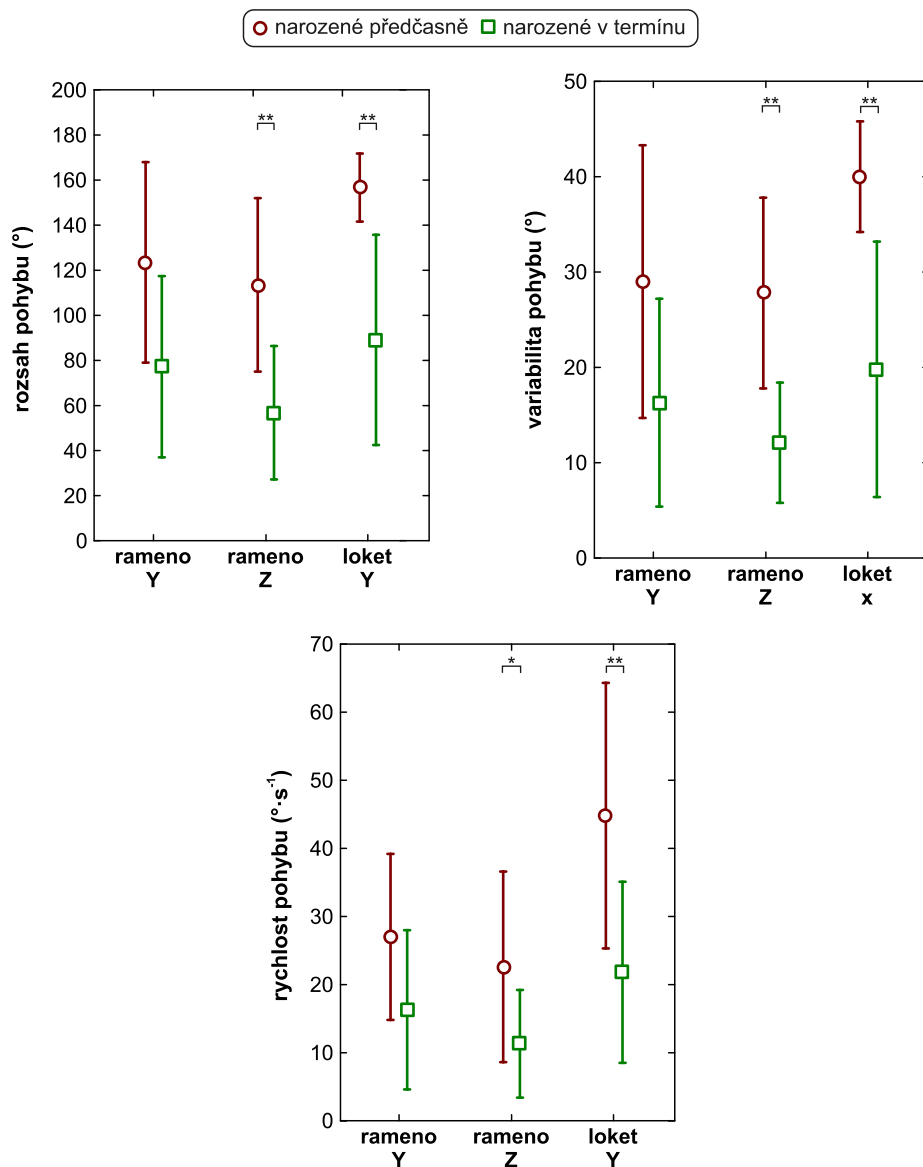 narozené předčasně narozené v termínu
rozsah pohybu (°)
200
180
160
140
120
100
80
60
40
20
0
** **
rameno rameno loket
Y Z Y
variabilita pohybu (°)
50
40
30
20
10
0
** **
rameno rameno loket
Y Z x
rychlost pohybu (°·s⁻¹)
70
60
50
40
30
20
10
0
* **
rameno rameno loket
Y Z Y